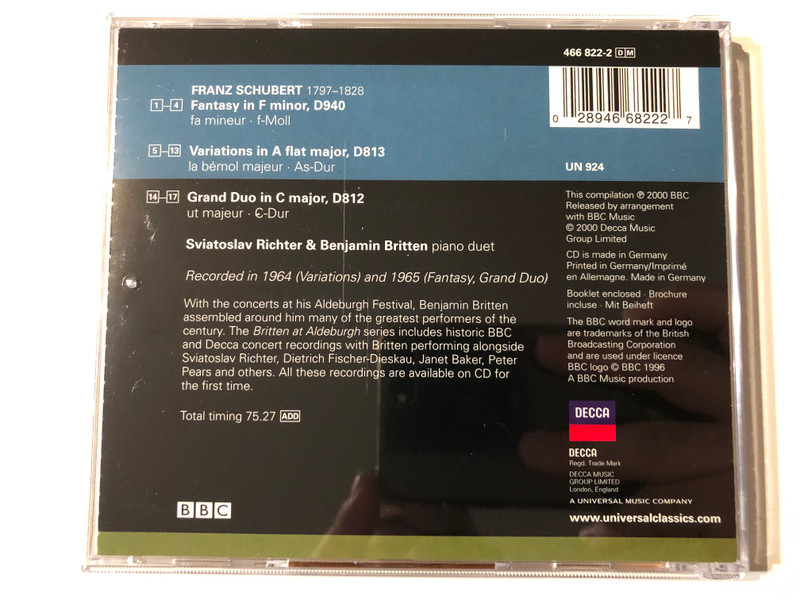 466 822-2 DM
0 28946 68222 7
FRANZ SCHUBERT 1797–1828
1–4 Fantasy in F minor, D940
fa mineur · f-Moll
5–13 Variations in A flat major, D813
la bémol majeur · As-Dur
14–17 Grand Duo in C major, D812
ut majeur · C-Dur
Sviatoslav Richter & Benjamin Britten piano duet
Recorded in 1964 (Variations) and 1965 (Fantasy, Grand Duo)
With the concerts at his Aldeburgh Festival, Benjamin Britten
assembled around him many of the greatest performers of the
century. The Britten at Aldeburgh series includes historic BBC
and Decca concert recordings with Britten performing alongside
Sviatoslav Richter, Dietrich Fischer-Dieskau, Janet Baker, Peter
Pears and others. All these recordings are available on CD for
the first time.
Total timing 75.27 ADD
BBC
UN 924
This compilation ℗ 2000 BBC
Released by arrangement
with BBC Music
© 2000 Decca Music
Group Limited
CD is made in Germany
Printed in Germany/Imprimé
en Allemagne. Made in Germany
Booklet enclosed · Brochure
incluse · Mit Beiheft
The BBC word mark and logo
are trademarks of the British
Broadcasting Corporation
and are used under licence
BBC logo © BBC 1996
A BBC Music production
DECCA
DECCA
Regd. Trade Mark
DECCA MUSIC
GROUP LIMITED
London, England
A UNIVERSAL MUSIC COMPANY
www.universalclassics.com